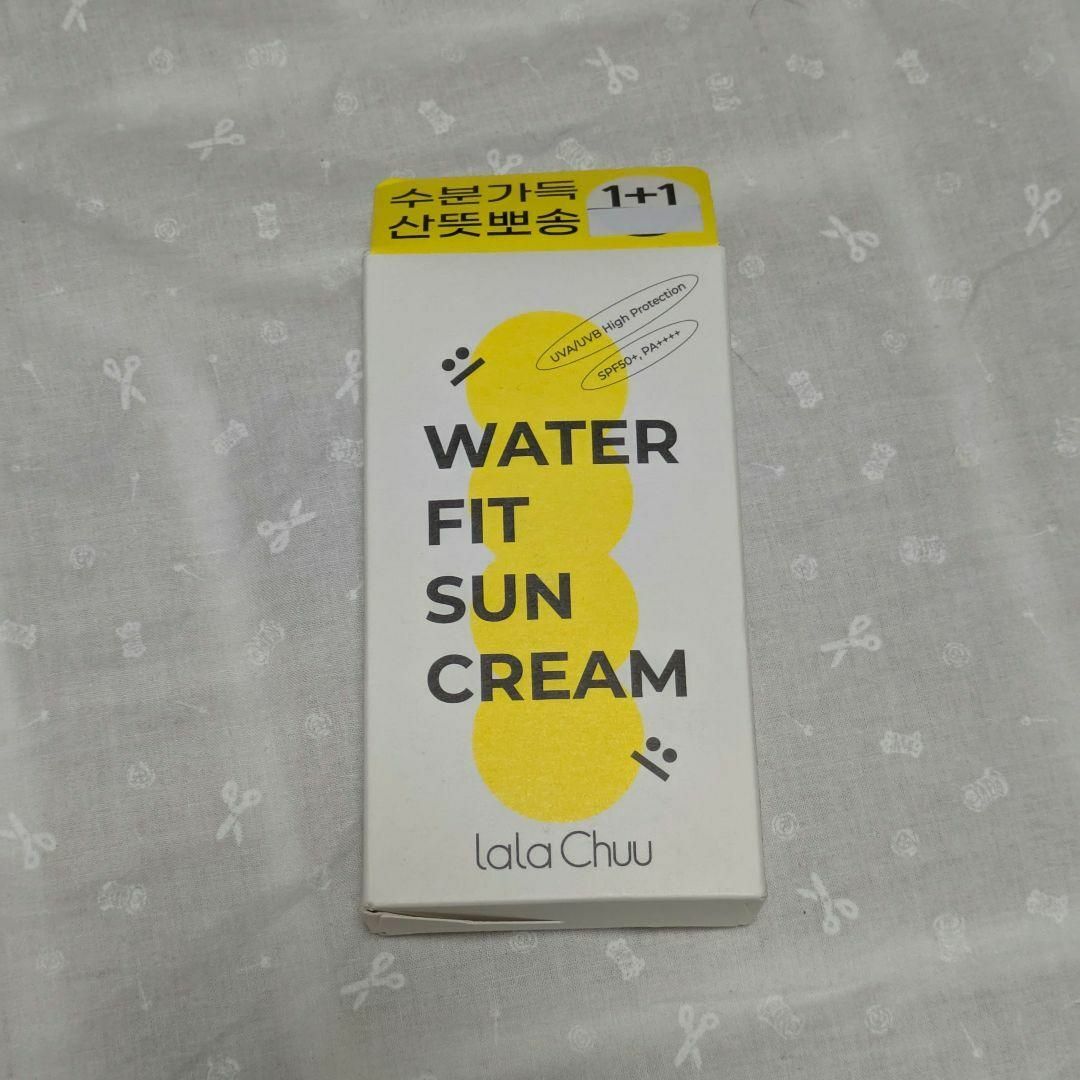 수분가득
산뜻뽀송
1+1
UVA/UVB High Protection
SPF50+, PA++++
WATER
FIT
SUN
CREAM
lala Chuu